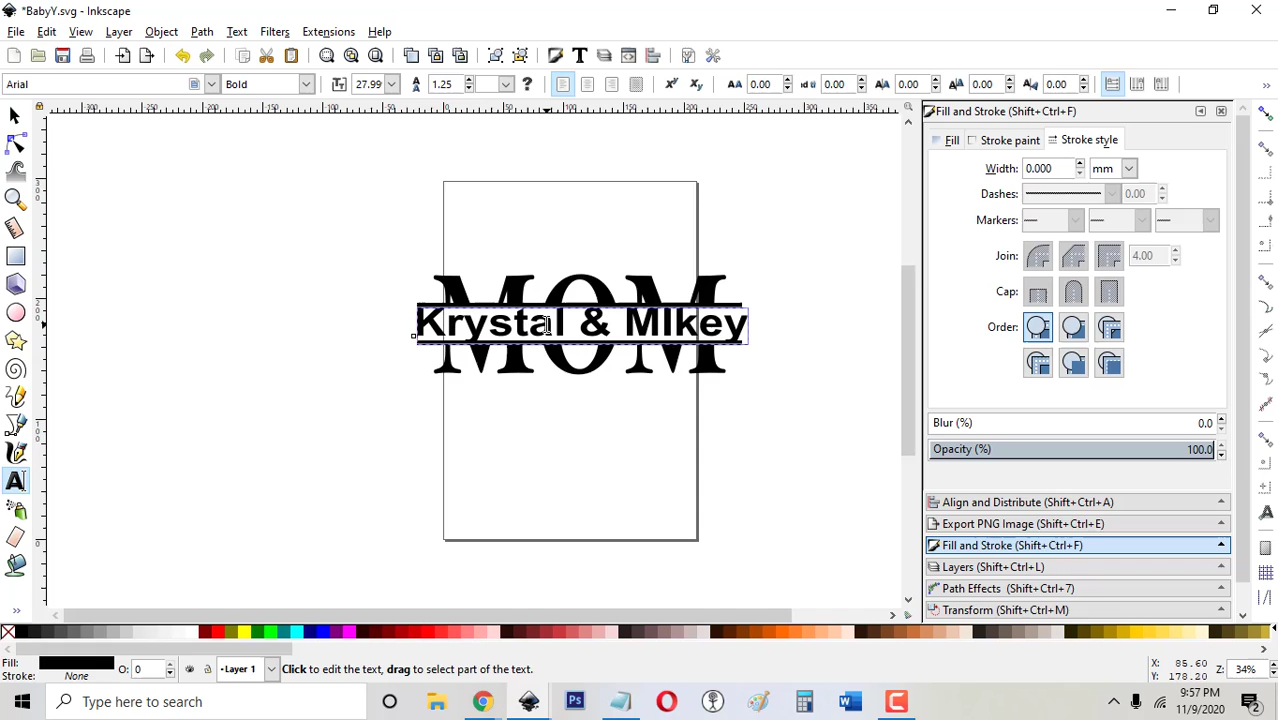 *BabyY.svg - Inkscape
File Edit View Layer Object Path Text Filters Extensions Help
Arial Bold 27.99 1.25 0.00 0.00 0.00 0.00 0.00
Fill and Stroke (Shift+Ctrl+F)
Fill Stroke paint Stroke style
Width: 0.000 mm
Dashes: 0.00
Markers:
Join: 4.00
Cap:
Order:
Blur (%) 0.0
Opacity (%) 100.0
MOM
Krystal & MIkey
MOM
Align and Distribute (Shift+Ctrl+A)
Export PNG Image (Shift+Ctrl+E)
Fill and Stroke (Shift+Ctrl+F)
Layers (Shift+Ctrl+L)
Path Effects (Shift+Ctrl+7)
Transform (Shift+Ctrl+M)
Fill:
Stroke: None
O: 0
Layer 1
Click to edit the text, drag to select part of the text.
X: 85.60
Y: 178.20
Z: 34%
Type here to search
9:57 PM
11/9/2020
2